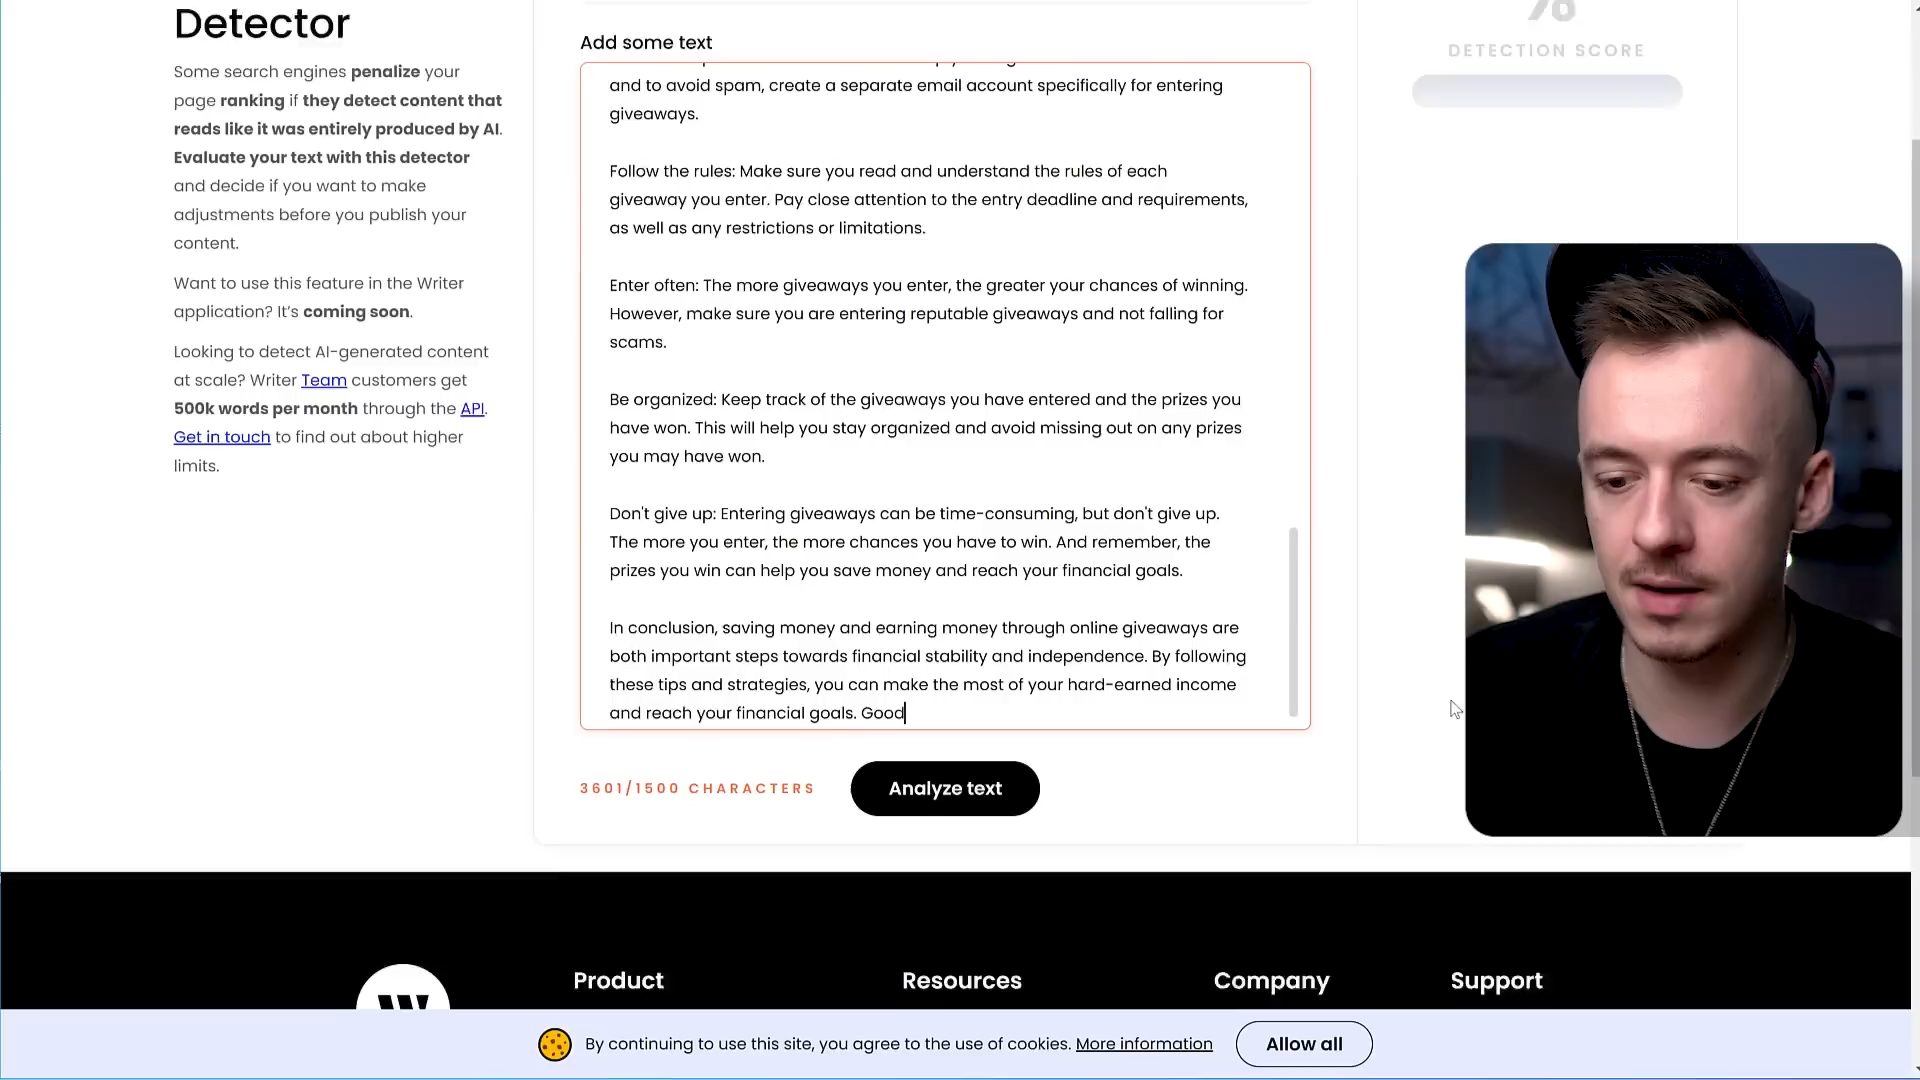 Detector
Some search engines penalize your
page ranking if they detect content that
reads like it was entirely produced by AI.
Evaluate your text with this detector
and decide if you want to make
adjustments before you publish your
content.
Want to use this feature in the Writer
application? It's coming soon.
Looking to detect AI-generated content
at scale? Writer Team customers get
500k words per month through the API.
Get in touch to find out about higher
limits.
Add some text
and to avoid spam, create a separate email account specifically for entering
giveaways.
Follow the rules: Make sure you read and understand the rules of each
giveaway you enter. Pay close attention to the entry deadline and requirements,
as well as any restrictions or limitations.
Enter often: The more giveaways you enter, the greater your chances of winning.
However, make sure you are entering reputable giveaways and not falling for
scams.
Be organized: Keep track of the giveaways you have entered and the prizes you
have won. This will help you stay organized and avoid missing out on any prizes
you may have won.
Don't give up: Entering giveaways can be time-consuming, but don't give up.
The more you enter, the more chances you have to win. And remember, the
prizes you win can help you save money and reach your financial goals.
In conclusion, saving money and earning money through online giveaways are
both important steps towards financial stability and independence. By following
these tips and strategies, you can make the most of your hard-earned income
and reach your financial goals. Good
3601/1500 CHARACTERS
Analyze text
%
DETECTION SCORE
Product
Resources
Company
Support
By continuing to use this site, you agree to the use of cookies. More information
Allow all